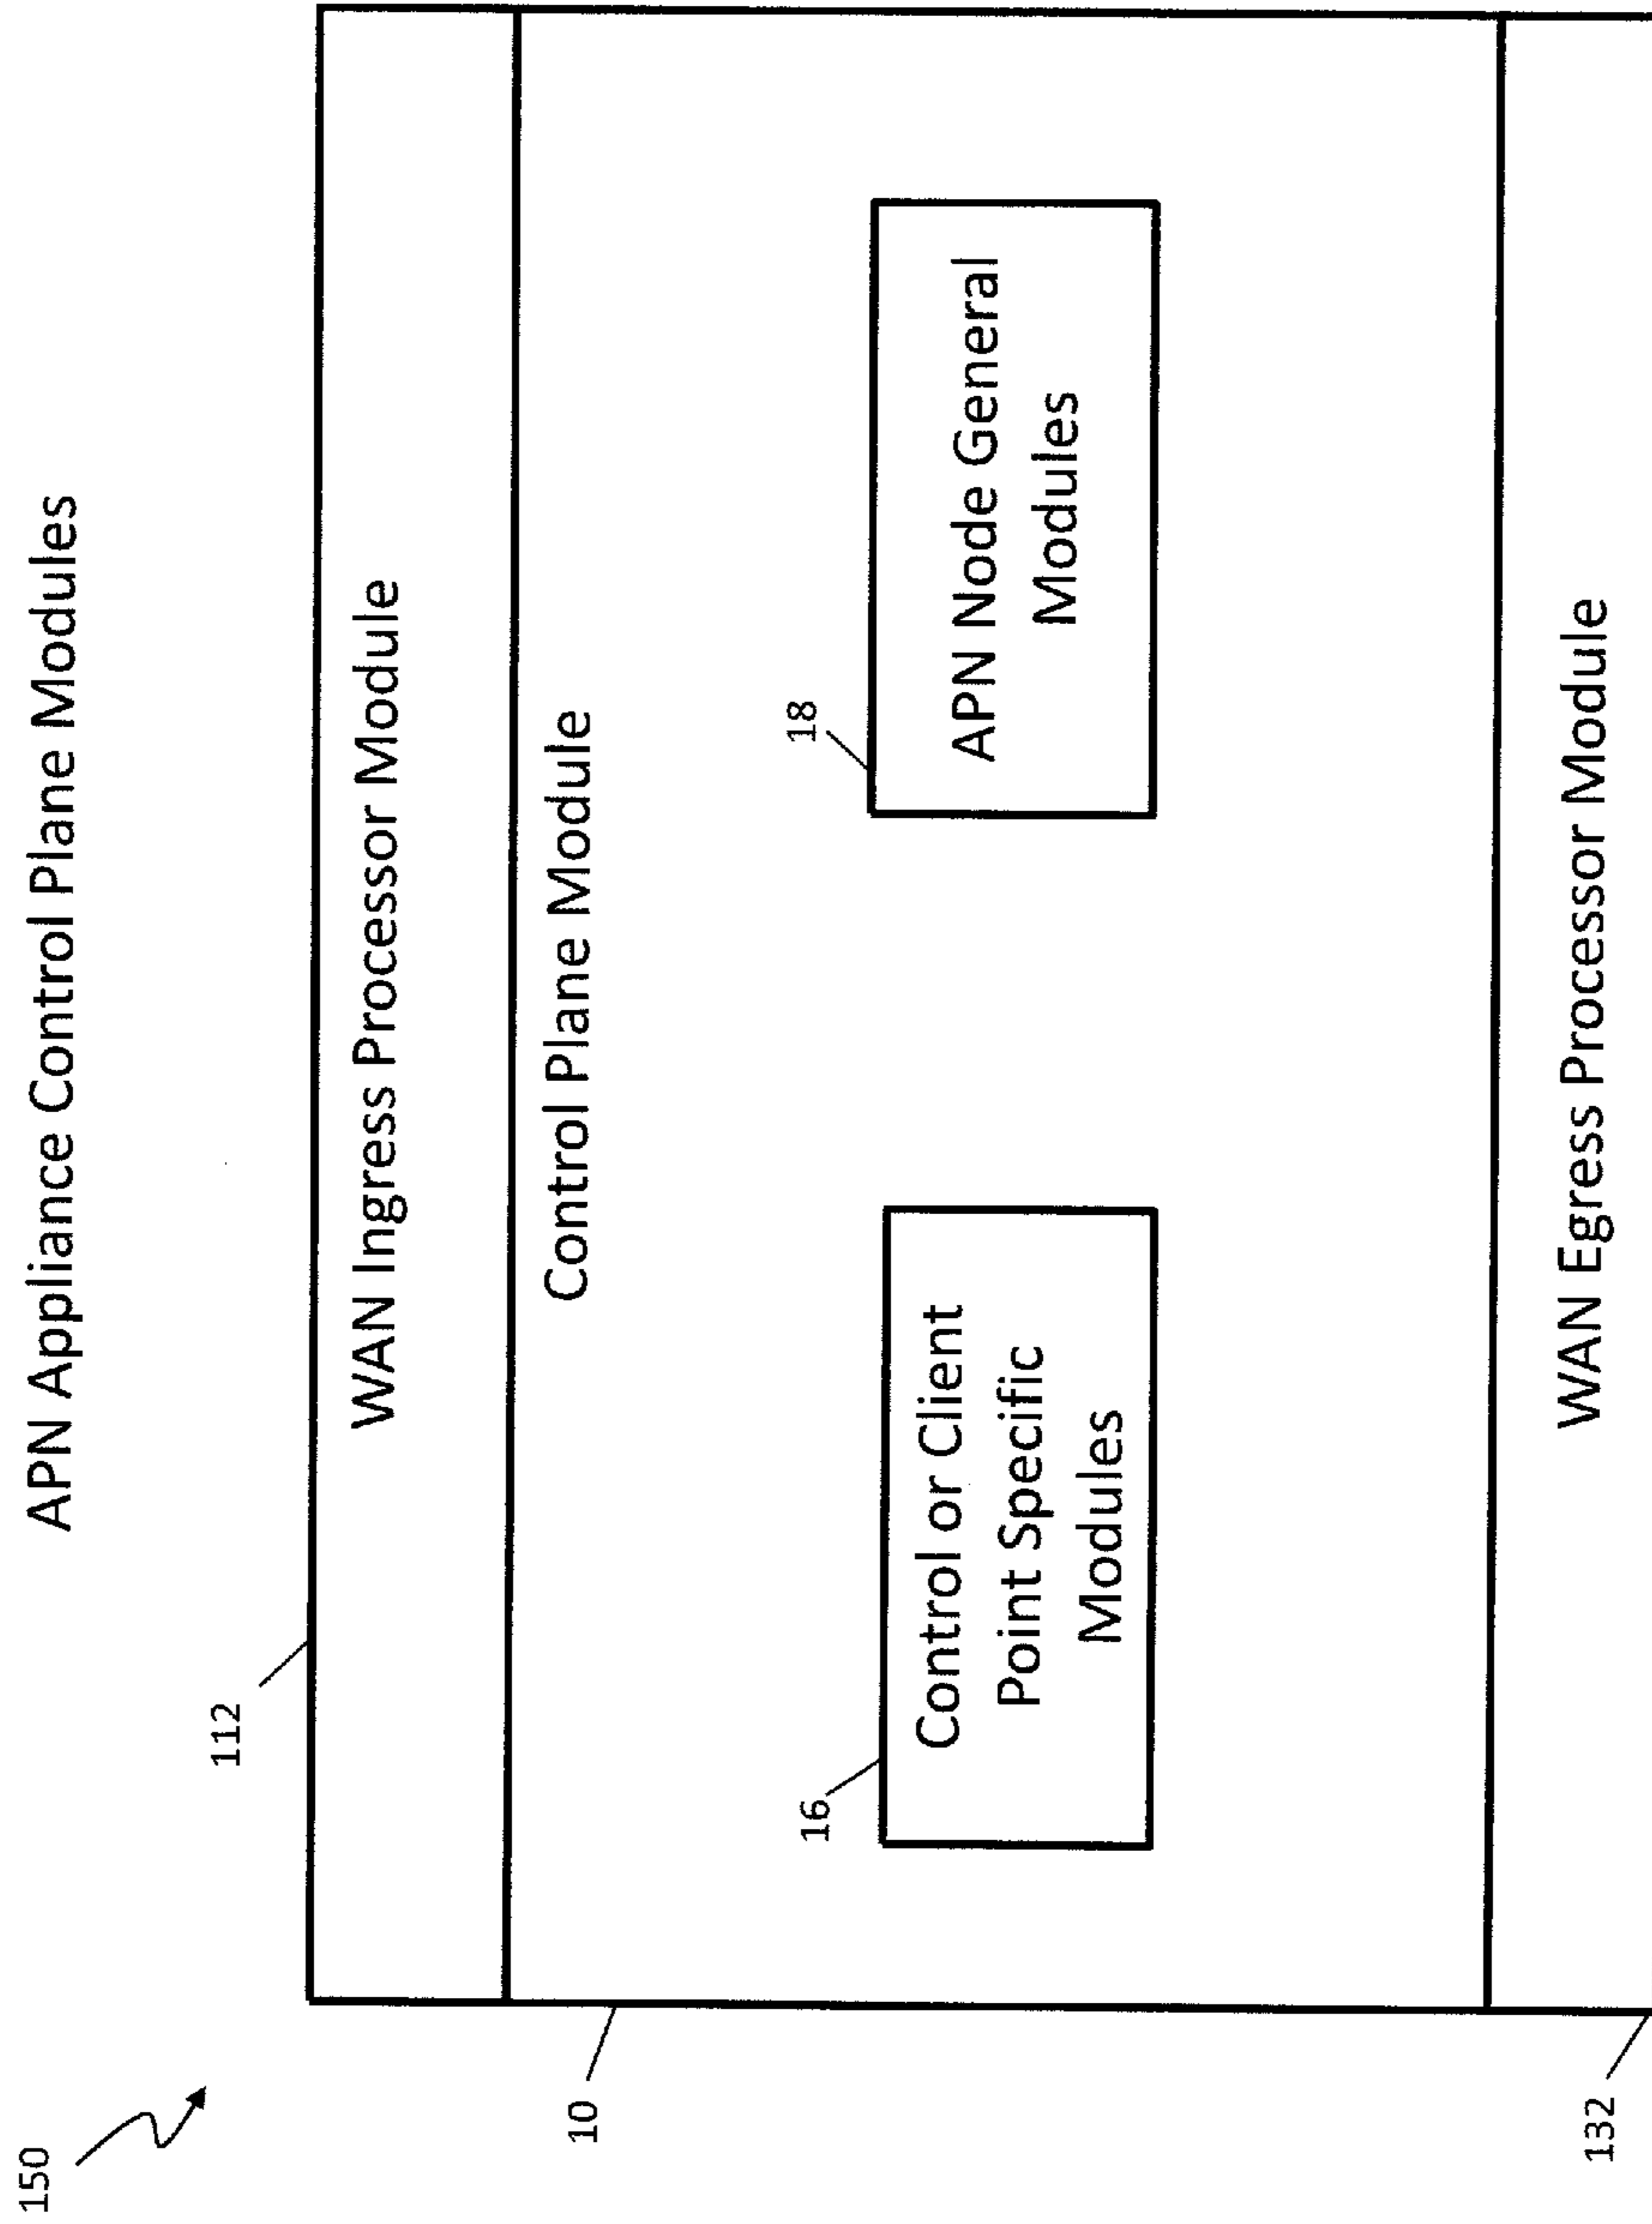 150
APN Appliance Control Plane Modules
112
WAN Ingress Processor Module
10
Control Plane Module
16
Control or Client
Point Specific
Modules
18
APN Node General
Modules
132
WAN Egress Processor Module